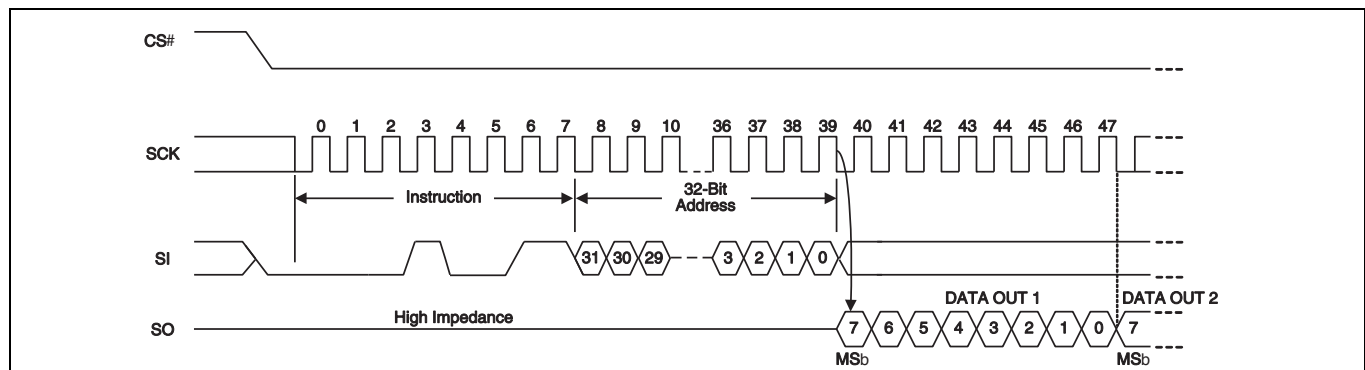 CS#
0 1 2 3 4 5 6 7 8 9 10 36 37 38 39 40 41 42 43 44 45 46 47
SCK
Instruction
32-Bit
Address
SI
31 30 29 3 2 1 0
DATA OUT 1 DATA OUT 2
High Impedance
SO
7 6 5 4 3 2 1 0 7
MSb MSb